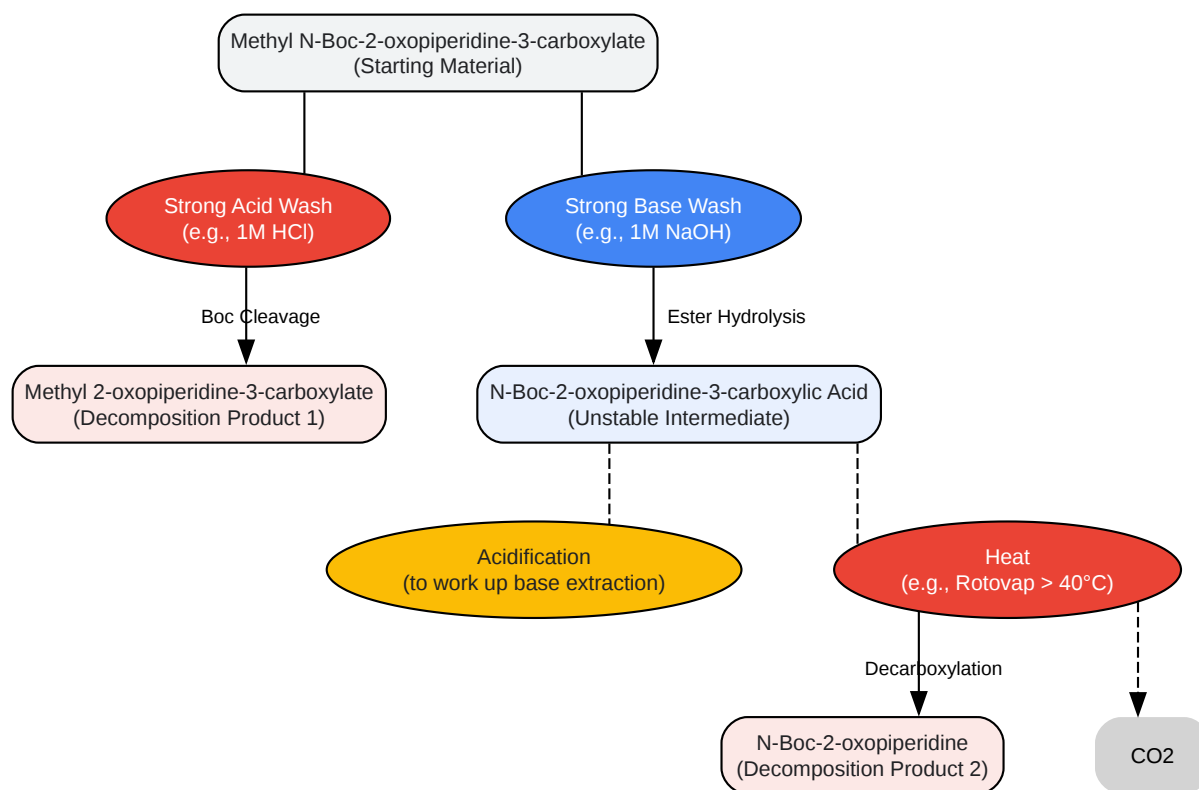 Methyl N-Boc-2-oxopiperidine-3-carboxylate
(Starting Material)
Strong Acid Wash
(e.g., 1M HCl)
Strong Base Wash
(e.g., 1M NaOH)
Boc Cleavage
Ester Hydrolysis
Methyl 2-oxopiperidine-3-carboxylate
(Decomposition Product 1)
N-Boc-2-oxopiperidine-3-carboxylic Acid
(Unstable Intermediate)
Acidification
(to work up base extraction)
Heat
(e.g., Rotovap > 40°C)
Decarboxylation
N-Boc-2-oxopiperidine
(Decomposition Product 2)
CO2